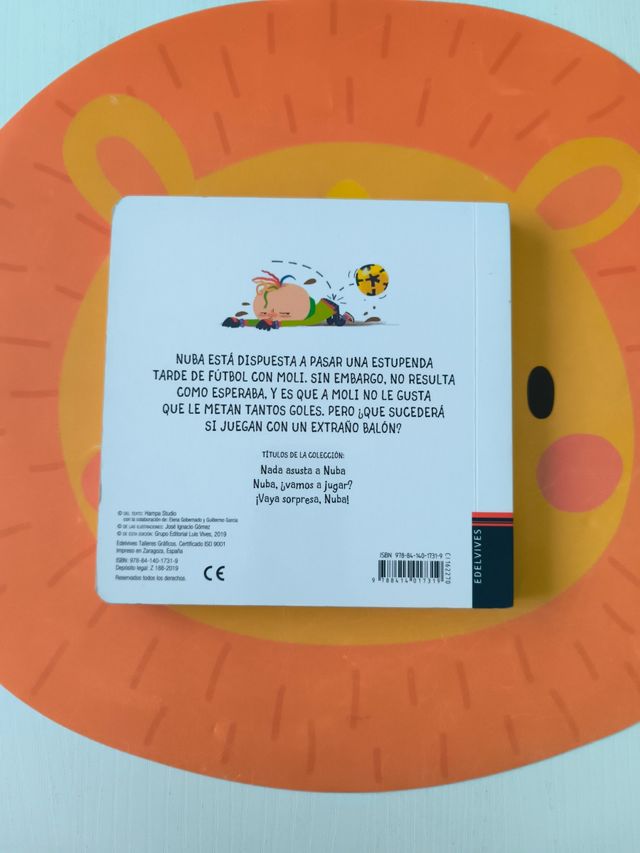 NUBA ESTÁ DISPUESTA A PASAR UNA ESTUPENDA
TARDE DE FÚTBOL CON MOLI. SIN EMBARGO, NO RESULTA
COMO ESPERABA, Y ES QUE A MOLI NO LE GUSTA
QUE LE METAN TANTOS GOLES. PERO ¿QUE SUCEDERÁ
SI JUEGAN CON UN EXTRAÑO BALÓN?
TÍTULOS DE LA COLECCIÓN:
Nada asusta a Nuba
Nuba, ¿vamos a jugar?
¡Vaya sorpresa, Nuba!
© DEL TEXTO: Hampa Studio
con la colaboración de: Elena Gobernado y Guillermo García
© DE LAS ILUSTRACIONES: José Ignacio Gómez
© DE ESTA EDICIÓN: Grupo Editorial Luis Vives, 2019
Edelvives Talleres Gráficos. Certificado ISO 9001
Impreso en Zaragoza, España
ISBN: 978-84-140-1731-9
Depósito legal: Z 188-2019
Reservados todos los derechos.
CE
ISBN 978-84-140-1731-9
9 788414 017319
C|162270
EDELVIVES